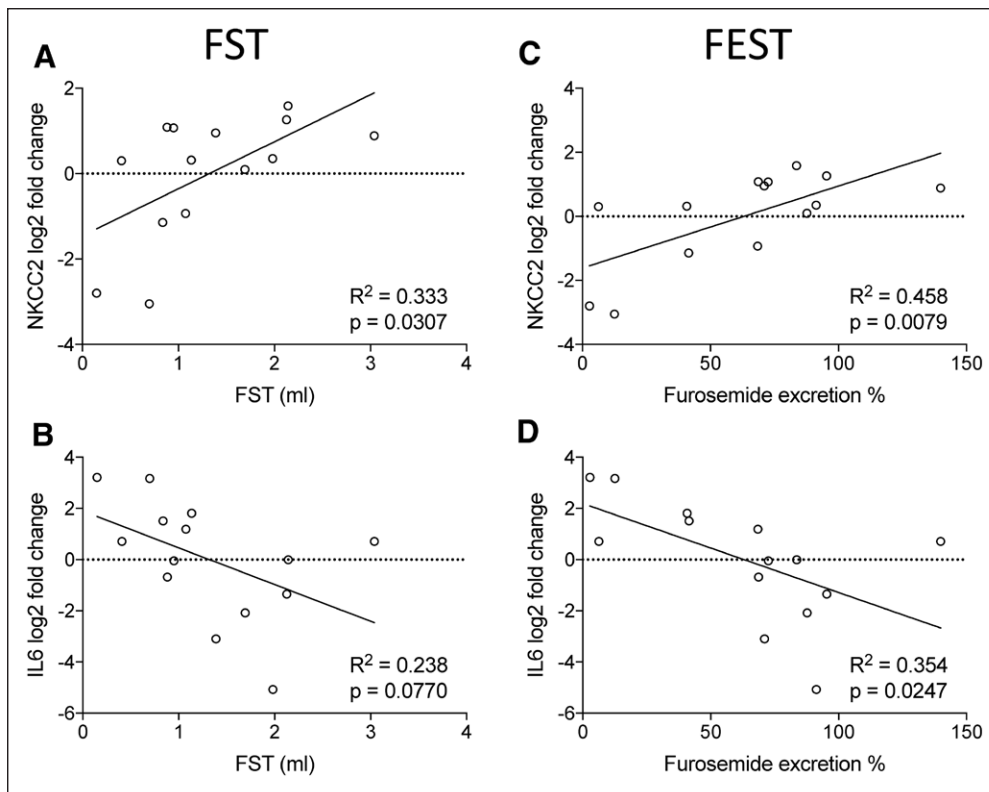 FST
A
NKCC2 log2 fold change
2
0
-2
-4
0 1 2 3 4
FST (ml)
R² = 0.333
p = 0.0307
B
IL6 log2 fold change
4
2
0
-2
-4
-6
0 1 2 3 4
FST (ml)
R² = 0.238
p = 0.0770
FEST
C
NKCC2 log2 fold change
4
2
0
-2
-4
0 50 100 150
Furosemide excretion %
R² = 0.458
p = 0.0079
D
IL6 log2 fold change
4
2
0
-2
-4
-6
0 50 100 150
Furosemide excretion %
R² = 0.354
p = 0.0247